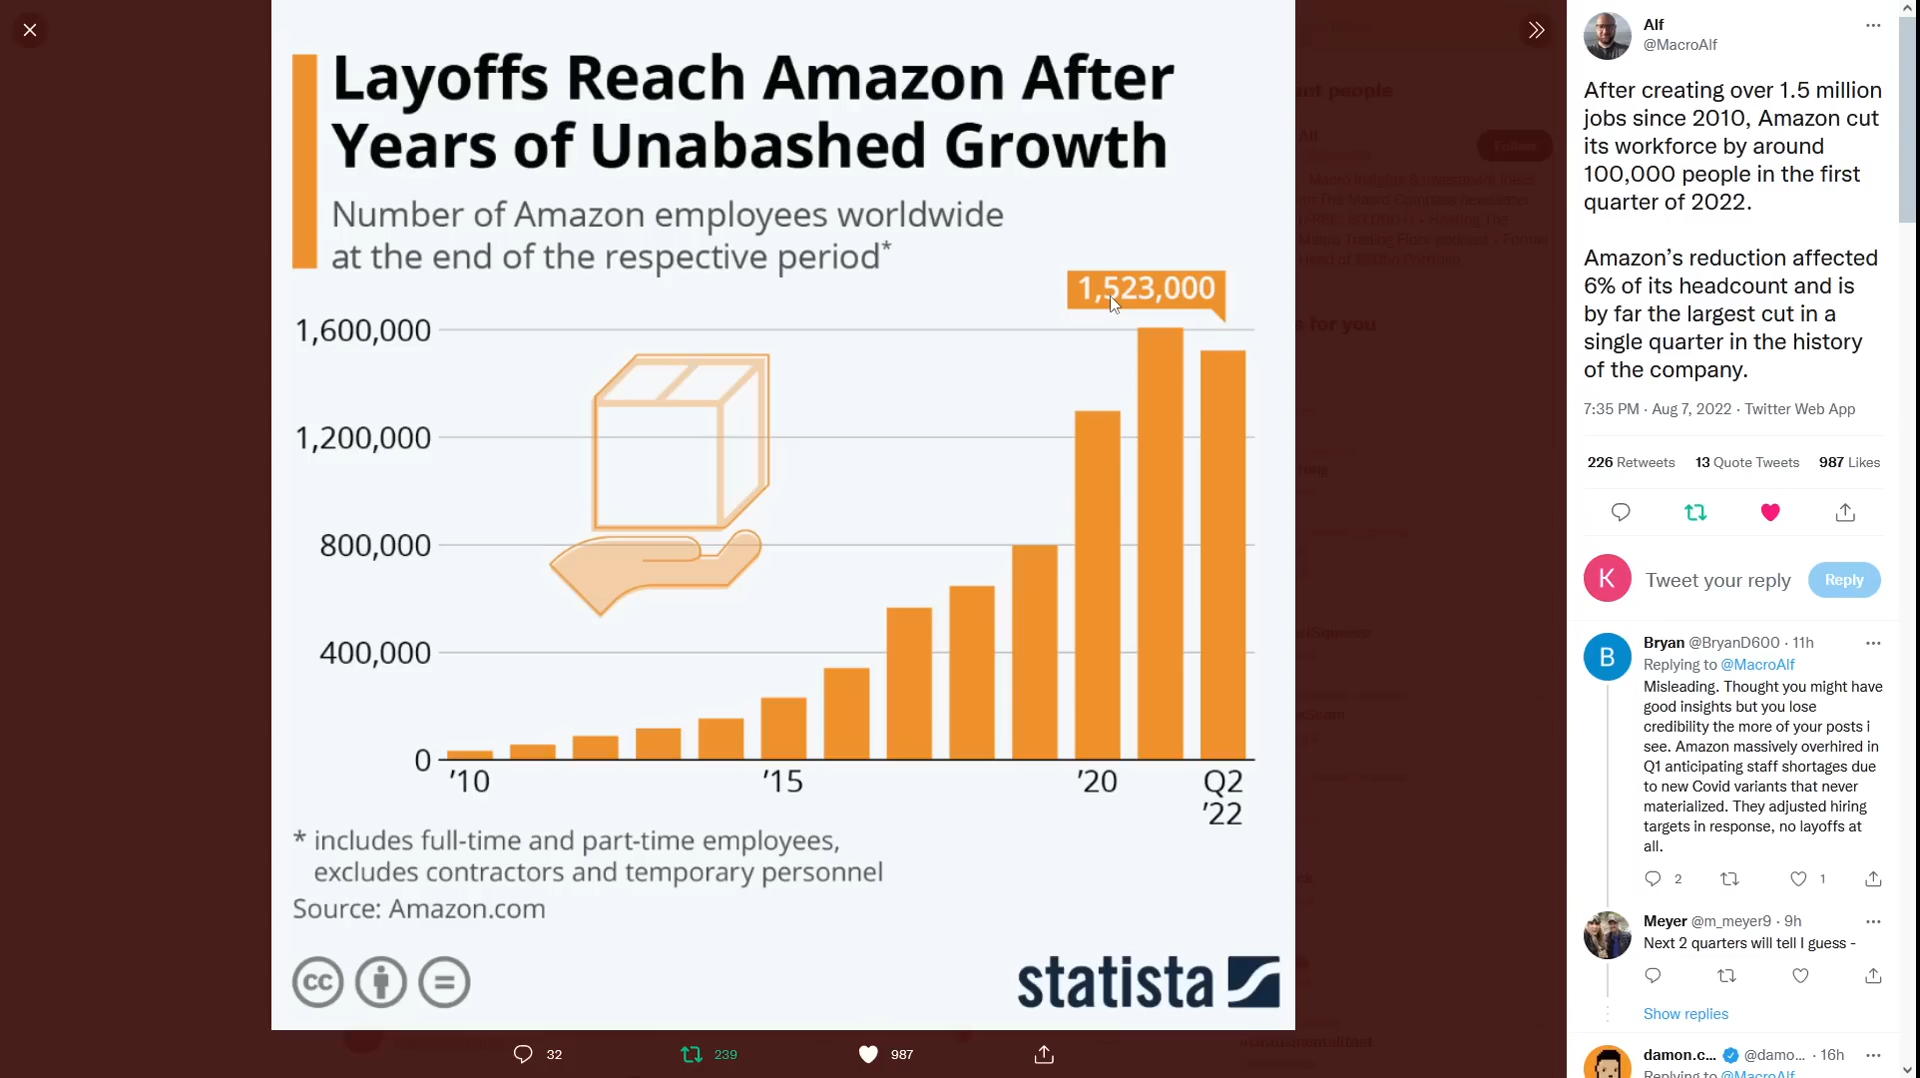 Layoffs Reach Amazon After
Years of Unabashed Growth
Number of Amazon employees worldwide
at the end of the respective period*
1,523,000
1,600,000
1,200,000
800,000
400,000
0
'10
'15
'20
Q2
'22
* includes full-time and part-time employees,
excludes contractors and temporary personnel
Source: Amazon.com
cc
statista
32
239
987
Follow
Alf
@MacroAlf
After creating over 1.5 million
jobs since 2010, Amazon cut
its workforce by around
100,000 people in the first
quarter of 2022.
Amazon’s reduction affected
6% of its headcount and is
by far the largest cut in a
single quarter in the history
of the company.
7:35 PM · Aug 7, 2022 · Twitter Web App
226 Retweets 13 Quote Tweets 987 Likes
K
Tweet your reply
Reply
B
Bryan @BryanD600 · 11h
Replying to @MacroAlf
Misleading. Thought you might have
good insights but you lose
credibility the more of your posts i
see. Amazon massively overhired in
Q1 anticipating staff shortages due
to new Covid variants that never
materialized. They adjusted hiring
targets in response, no layoffs at
all.
2
1
Meyer @m_meyer9 · 9h
Next 2 quarters will tell I guess -
Show replies
damon.c... @damo... · 16h
Replying to @MacroAlf